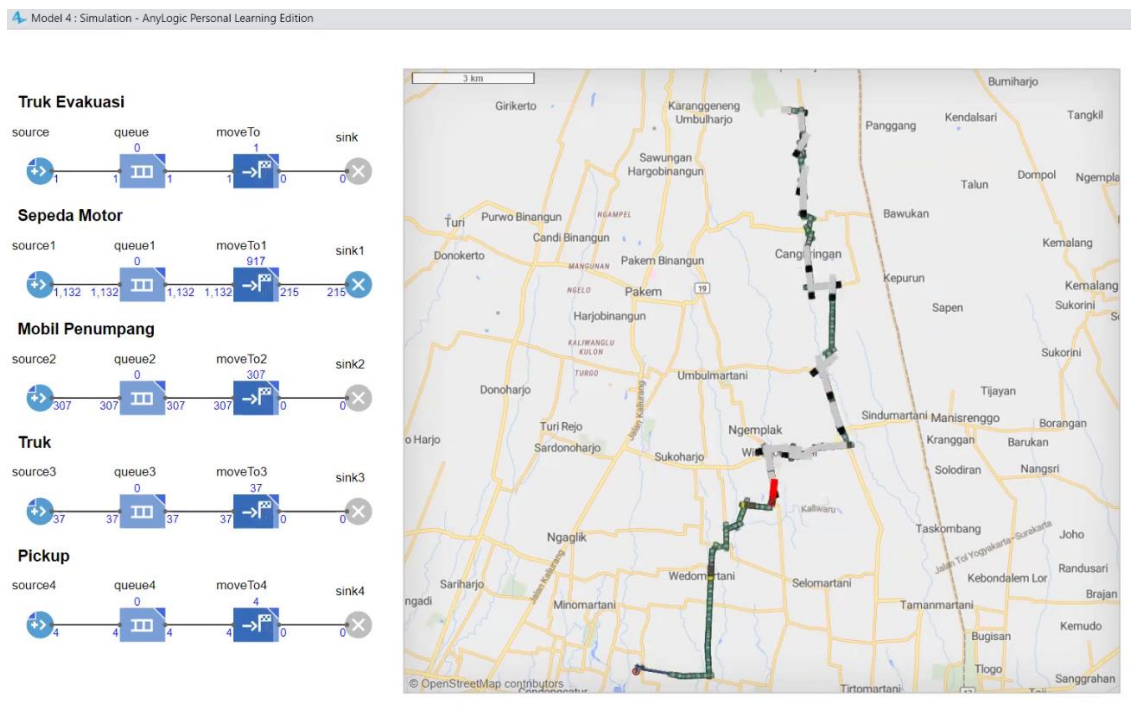 Model 4 : Simulation - AnyLogic Personal Learning Edition
Truk Evakuasi
source queue moveTo sink
0 1
1 1 1 1 0 0
Sepeda Motor
source1 queue1 moveTo1 sink1
0 917
1,132 1,132 1,132 1,132 215 215
Mobil Penumpang
source2 queue2 moveTo2 sink2
0 307
307 307 307 307 0 0
Truk
source3 queue3 moveTo3 sink3
0 37
37 37 37 37 0 0
Pickup
source4 queue4 moveTo4 sink4
0 4
4 4 4 4 0 0
3 km
Bumiharjo
Girikerto
Karanggeneng
Umbulharjo
Kendalsari
Tangkil
Panggang
Sawungan
Hargobinangun
Dompol
Talun
Turi
Purwo Binangun
NGAMPEL
Bawukan
Candi Binangun
Kemalang
Donokerto
MANGUNAN
Pakem Binangun
Kepurun
NGELO
Pakem
19
Kemalang
Sapen
Sukorini
Harjobinangun
KALIWANGLU
KULON
Sukorini
TURGO
Umbulmartani
Donoharjo
Tijayan
Jalan Kaliurang
Sindumartani
Manisrenggo
Borangan
Turi Rejo
Ngemplak
o Harjo
Sardonoharjo
Kranggan
Barukan
Sukoharjo
Solodiran
Nangsri
Kaliwaru
Taskombang
Joho
Ngaglik
Jalan Tol Yogyakarta-Surakarta
Randusari
Wedomartani
Selomartani
Kebondalem Lor
Sariharjo
Jalan Kaliurang
Brajan
ngadi
Minomartani
Tamanmartani
Kemudo
Bugisan
Tlogo
Sanggrahan
© OpenStreetMap contributors
Tirtomartani